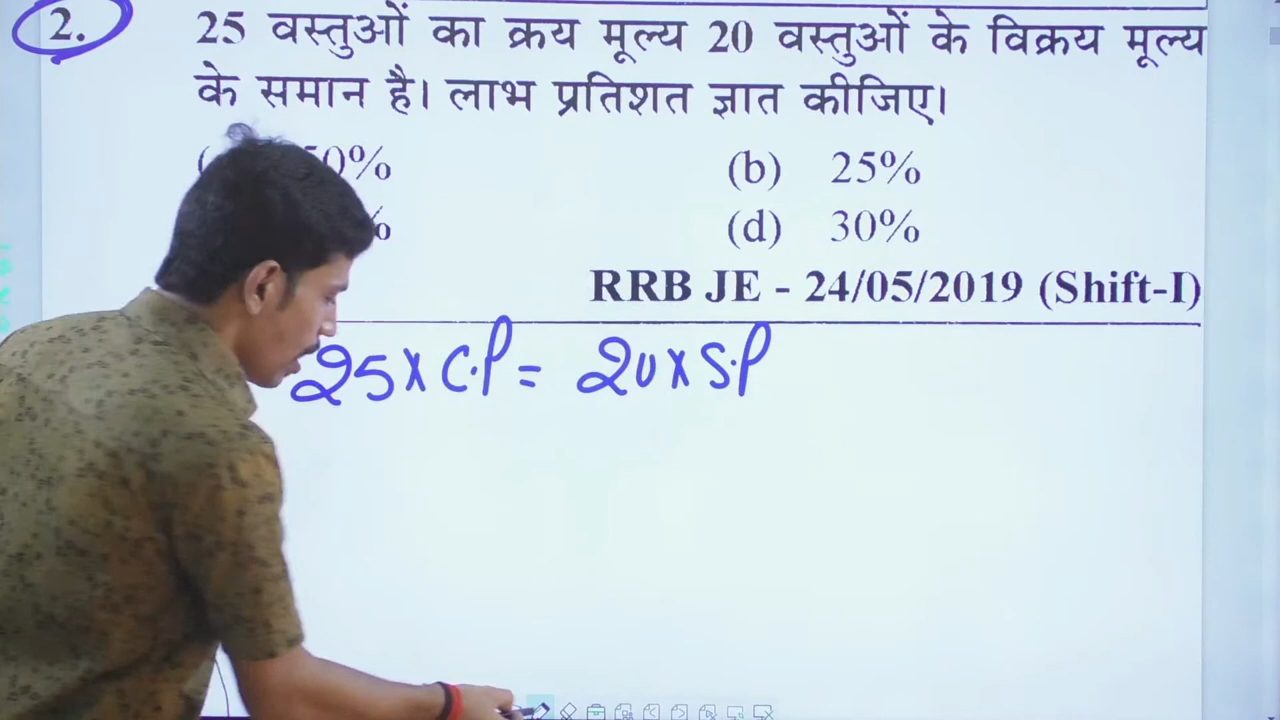 2. 25 वस्तुओं का क्रय मूल्य 20 वस्तुओं के विक्रय मूल्य
के समान है। लाभ प्रतिशत ज्ञात कीजिए।
(b) 25%
(d) 30%
RRB JE - 24/05/2019 (Shift-I)
25 x C.P = 20 x S.P